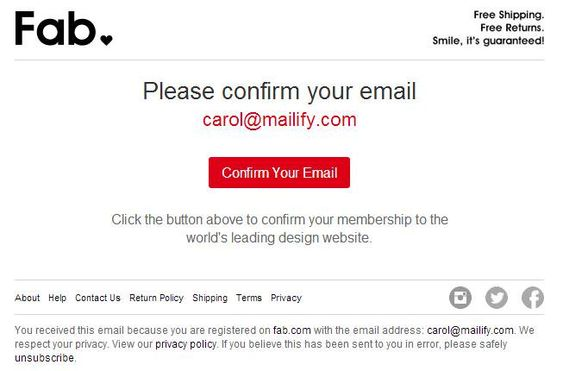 Fab.
Free Shipping.
Free Returns.
Smile, it's guaranteed!
Please confirm your email
carol@mailify.com
Confirm Your Email
Click the button above to confirm your membership to the
world's leading design website.
About Help Contact Us Return Policy Shipping Terms Privacy
You received this email because you are registered on fab.com with the email address: carol@mailify.com. We
respect your privacy. View our privacy policy. If you believe this has been sent to you in error, please safely
unsubscribe.